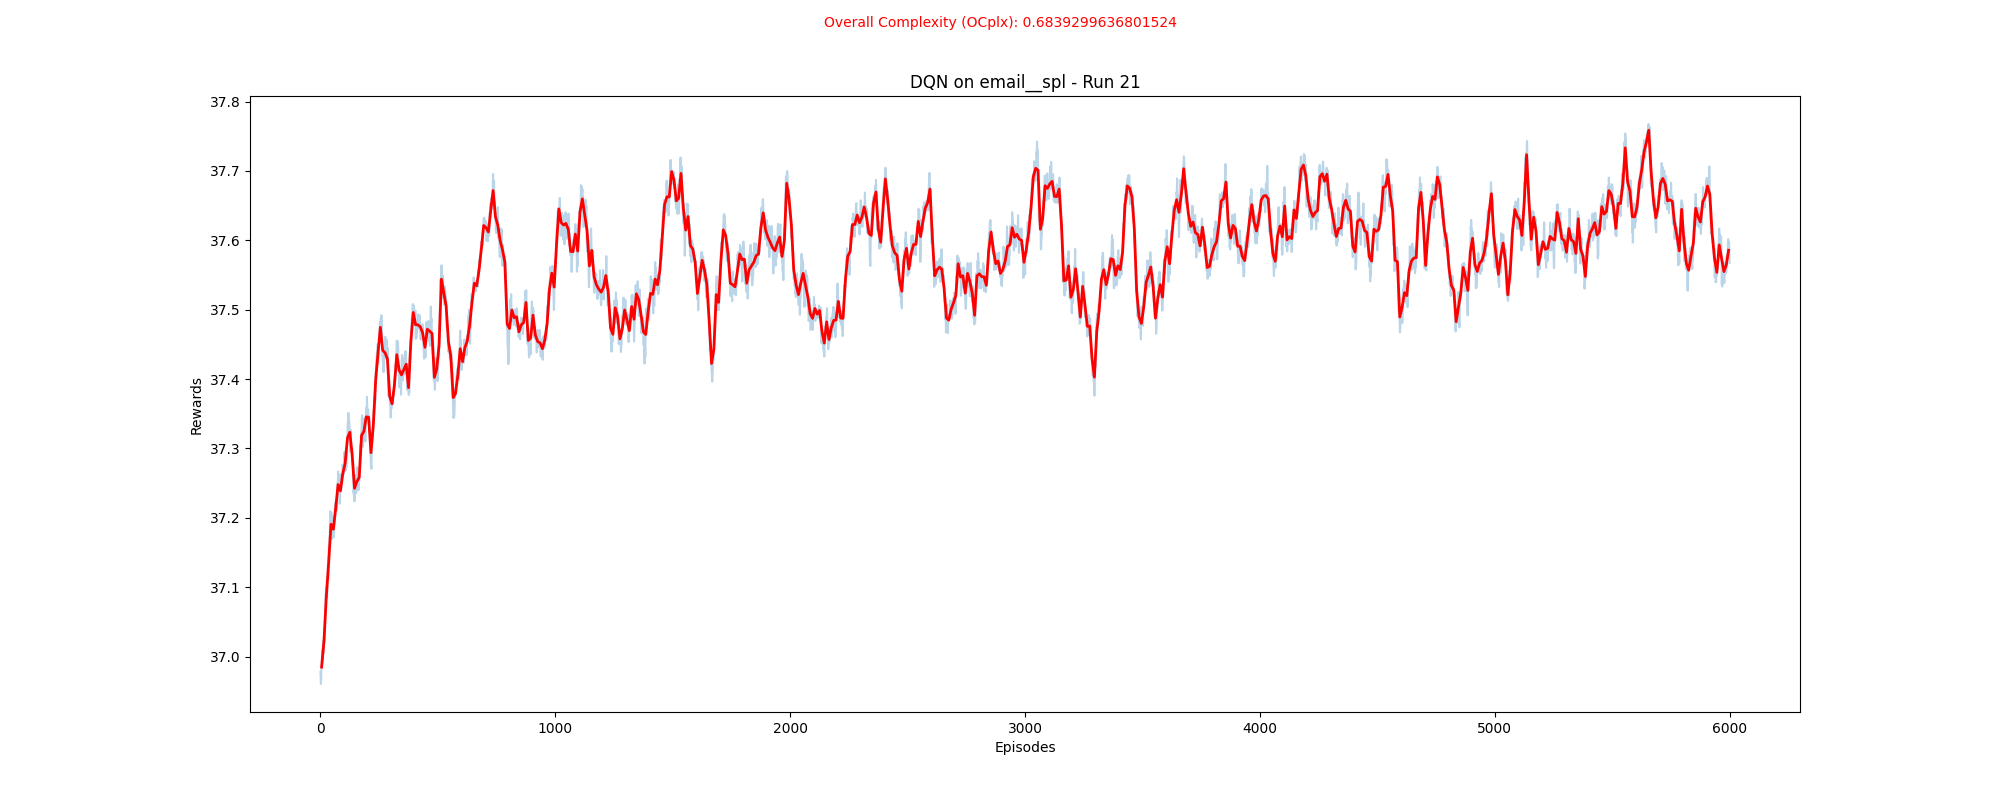 Overall Complexity (OCplx): 0.6839299636801524
DQN on email__spl - Run 21
37.8
37.7
37.6
37.5
37.4
37.3
37.2
37.1
37.0
Rewards
0 1000 2000 3000 4000 5000 6000
Episodes